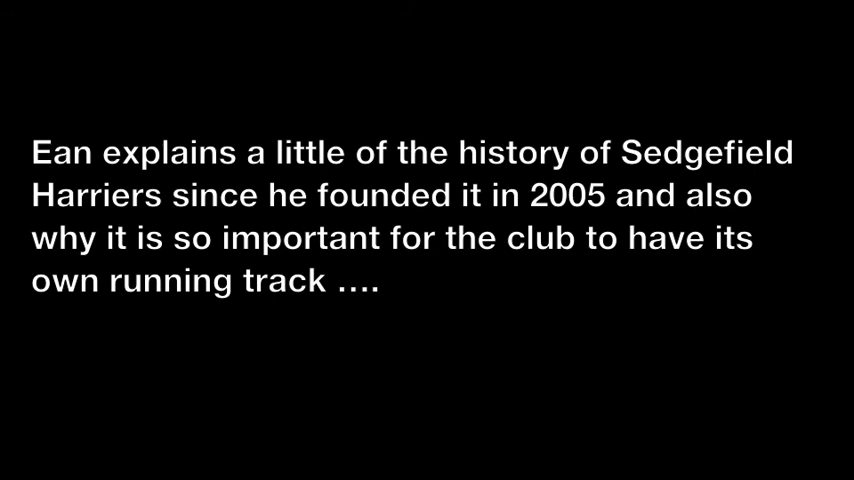 Ean explains a little of the history of Sedgefield
Harriers since he founded it in 2005 and also
why it is so important for the club to have its
own running track ....